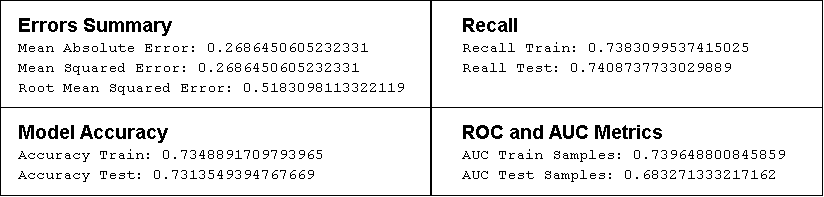 Errors Summary
Mean Absolute Error: 0.2686450605232331
Mean Squared Error: 0.2686450605232331
Root Mean Squared Error: 0.5183098113322119
Recall
Recall Train: 0.7383099537415025
Reall Test: 0.7408737733029889
Model Accuracy
Accuracy Train: 0.7348891709793965
Accuracy Test: 0.7313549394767669
ROC and AUC Metrics
AUC Train Samples: 0.739648800845859
AUC Test Samples: 0.683271333217162